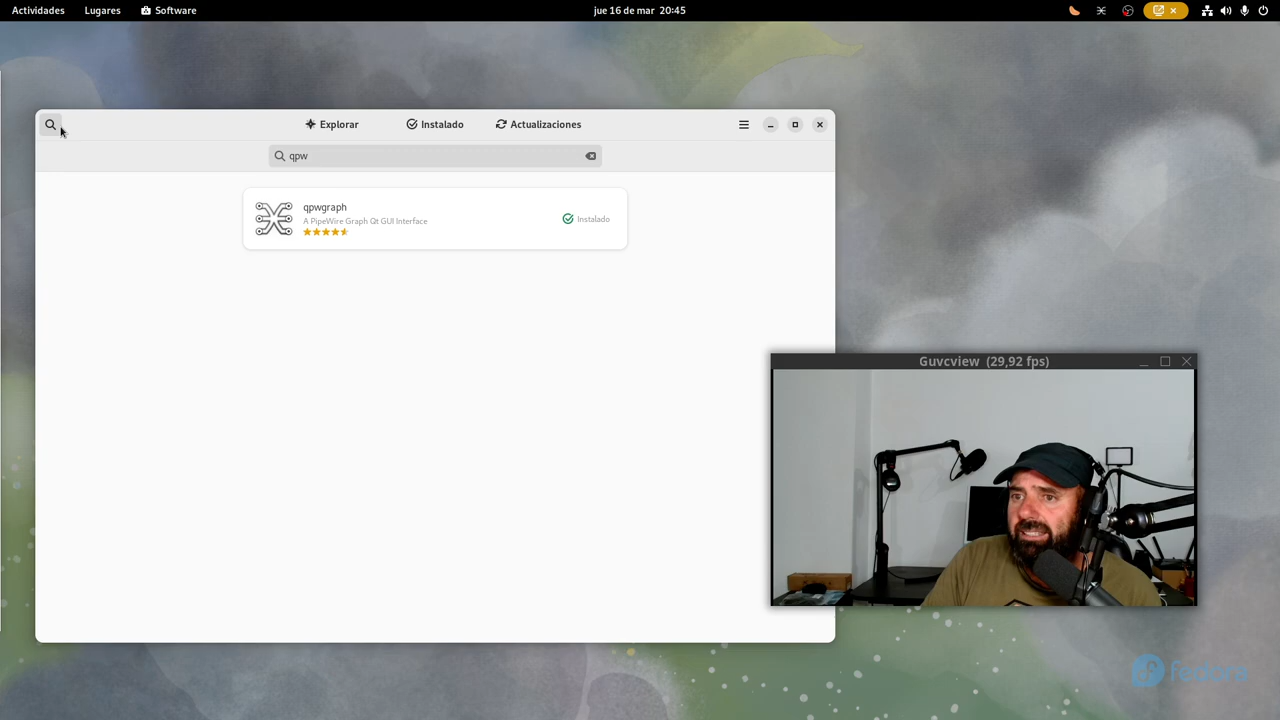 Actividades Lugares Software jue 16 de mar 20:45
Explorar Instalado Actualizaciones
qpw
qpwgraph
A PipeWire Graph Qt GUI Interface
Instalado
Guvcview (29,92 fps)
fedora